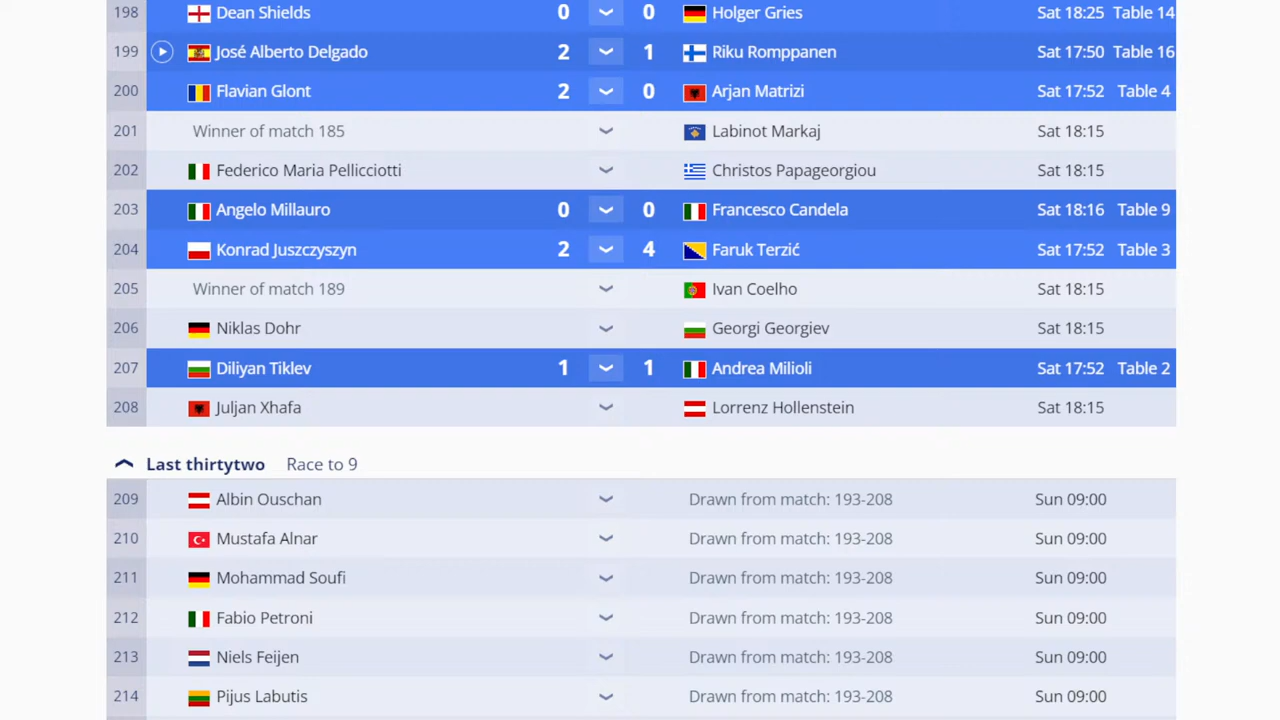 198 Dean Shields 0 0 Holger Gries Sat 18:25 Table 14
199 José Alberto Delgado 2 1 Riku Romppanen Sat 17:50 Table 16
200 Flavian Glont 2 0 Arjan Matrizi Sat 17:52 Table 4
201 Winner of match 185 Labinot Markaj Sat 18:15
202 Federico Maria Pellicciotti Christos Papageorgiou Sat 18:15
203 Angelo Millauro 0 0 Francesco Candela Sat 18:16 Table 9
204 Konrad Juszczyszyn 2 4 Faruk Terzić Sat 17:52 Table 3
205 Winner of match 189 Ivan Coelho Sat 18:15
206 Niklas Dohr Georgi Georgiev Sat 18:15
207 Diliyan Tiklev 1 1 Andrea Milioli Sat 17:52 Table 2
208 Juljan Xhafa Lorrenz Hollenstein Sat 18:15
Last thirtytwo Race to 9
209 Albin Ouschan Drawn from match: 193-208 Sun 09:00
210 Mustafa Alnar Drawn from match: 193-208 Sun 09:00
211 Mohammad Soufi Drawn from match: 193-208 Sun 09:00
212 Fabio Petroni Drawn from match: 193-208 Sun 09:00
213 Niels Feijen Drawn from match: 193-208 Sun 09:00
214 Pijus Labutis Drawn from match: 193-208 Sun 09:00